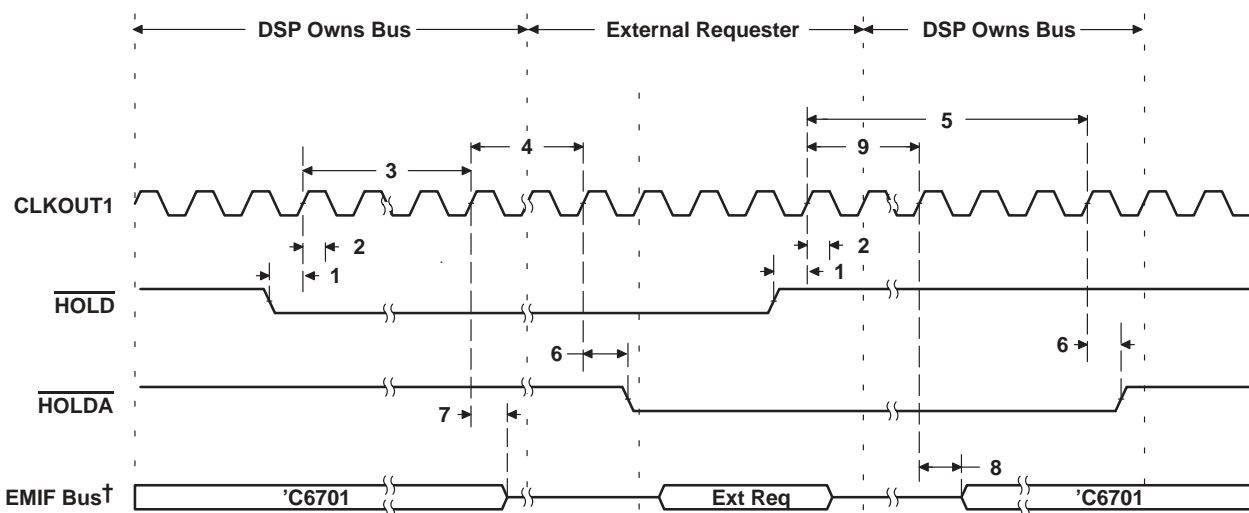 DSP Owns Bus External Requester DSP Owns Bus
5
4 9
3
CLKOUT1
2 2
1 1
HOLD
6 6
HOLDA
7
8
EMIF Bus† 'C6701 Ext Req 'C6701